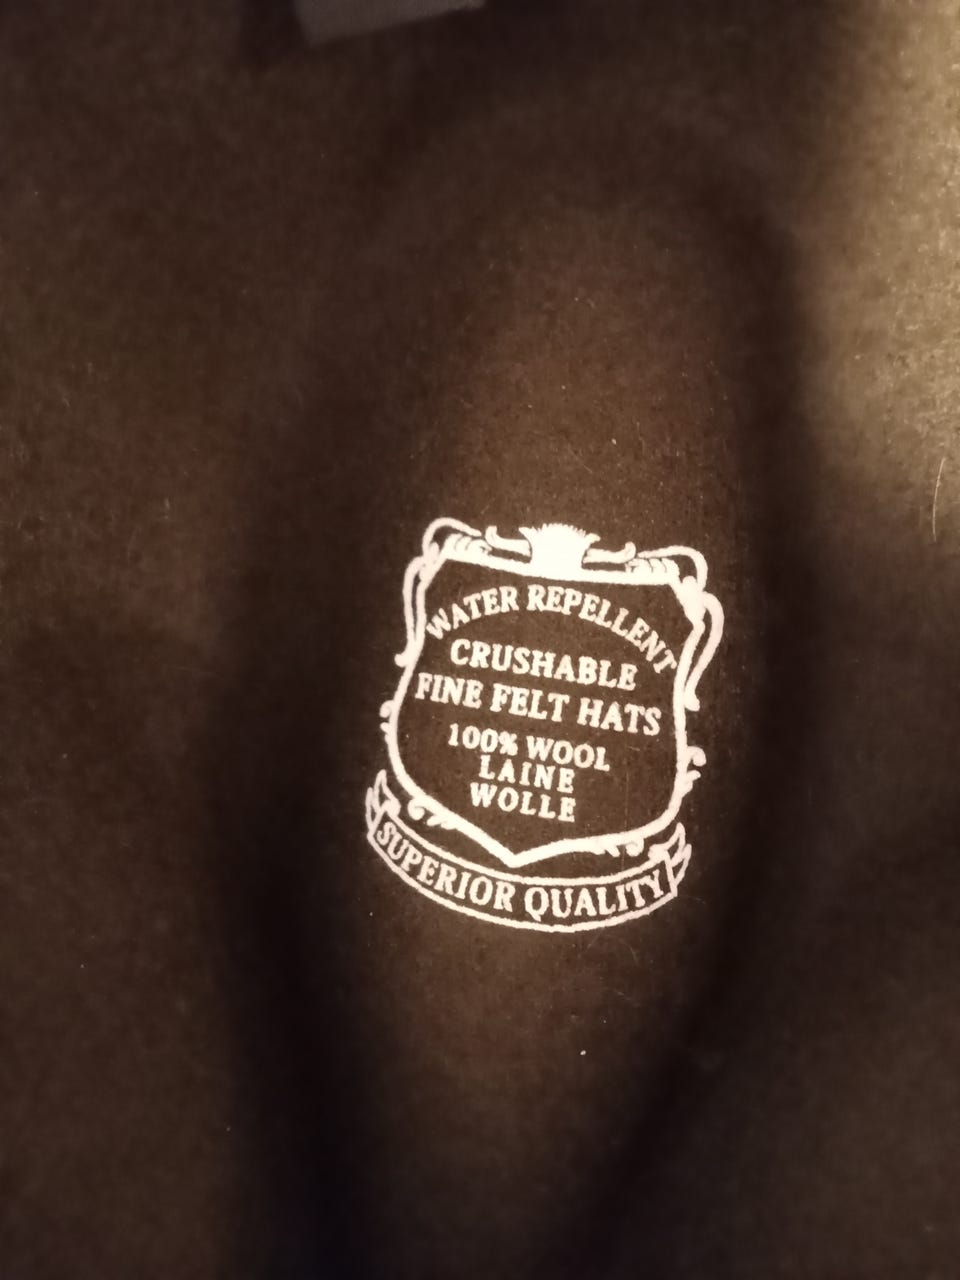 WATER REPELLENT
CRUSHABLE
FINE FELT HATS
100% WOOL
LAINE
WOLLE
SUPERIOR QUALITY